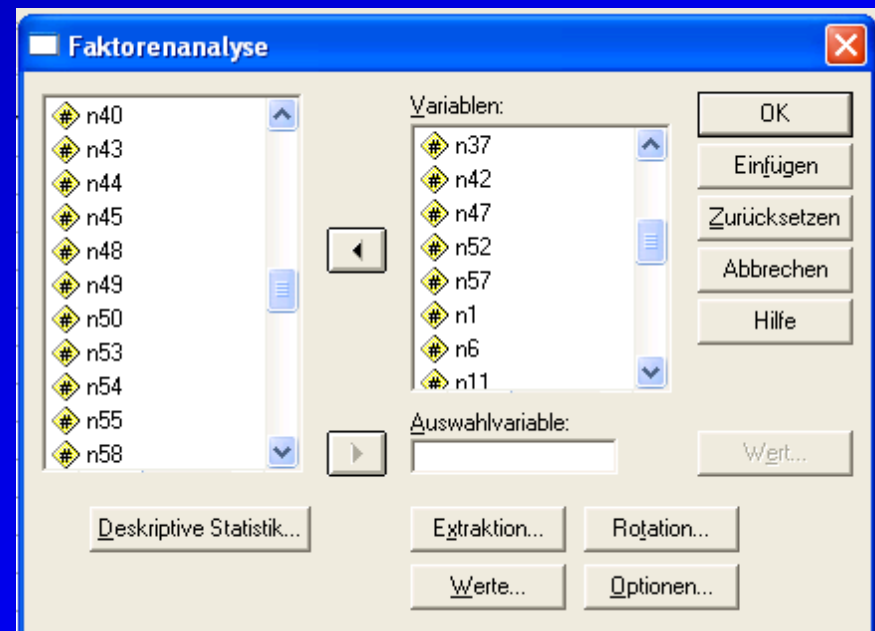 Faktorenanalyse
n40
n43
n44
n45
n48
n49
n50
n53
n54
n55
n58
Variablen:
n37
n42
n47
n52
n57
n1
n6
n11
Auswahlvariable:
OK
Einfügen
Zurücksetzen
Abbrechen
Hilfe
Wert...
Deskriptive Statistik...
Extraktion...
Rotation...
Werte...
Optionen...